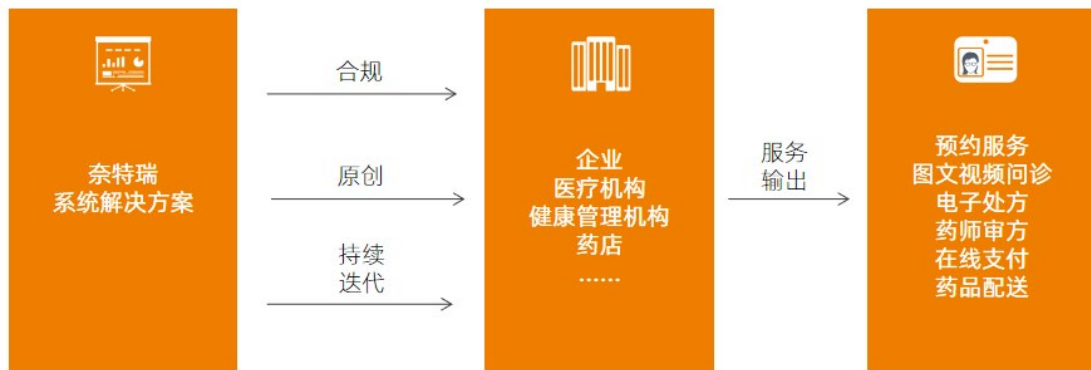 奈特瑞
系统解决方案
合规
原创
持续
迭代
企业
医疗机构
健康管理机构
药店
......
服务
输出
预约服务
图文视频问诊
电子处方
药师审方
在线支付
药品配送